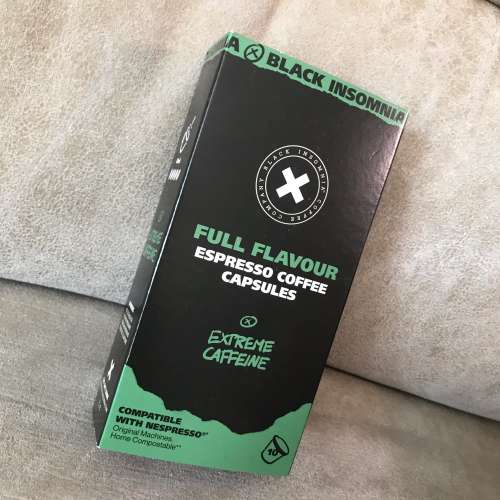 A BLACK INSOMNIA
BLACK INSOMNIA COFFEE COMPANY
FULL FLAVOUR
ESPRESSO COFFEE
CAPSULES
EXTREME
CAFFEINE
COMPATIBLE
WITH NESPRESSO®*
Original Machines
Home Compostable**
10